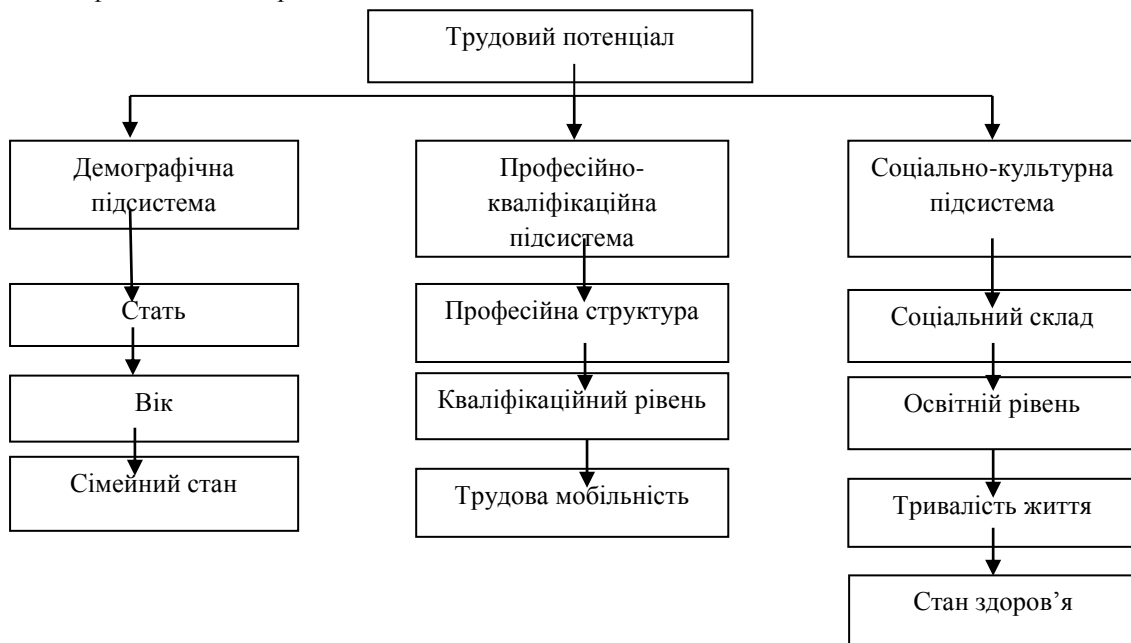 Трудовий потенціал
Демографічна
підсистема
Стать
Вік
Сімейний стан
Професійно-
кваліфікаційна
підсистема
Професійна структура
Кваліфікаційний рівень
Трудова мобільність
Соціально-культурна
підсистема
Соціальний склад
Освітній рівень
Тривалість життя
Стан здоров’я